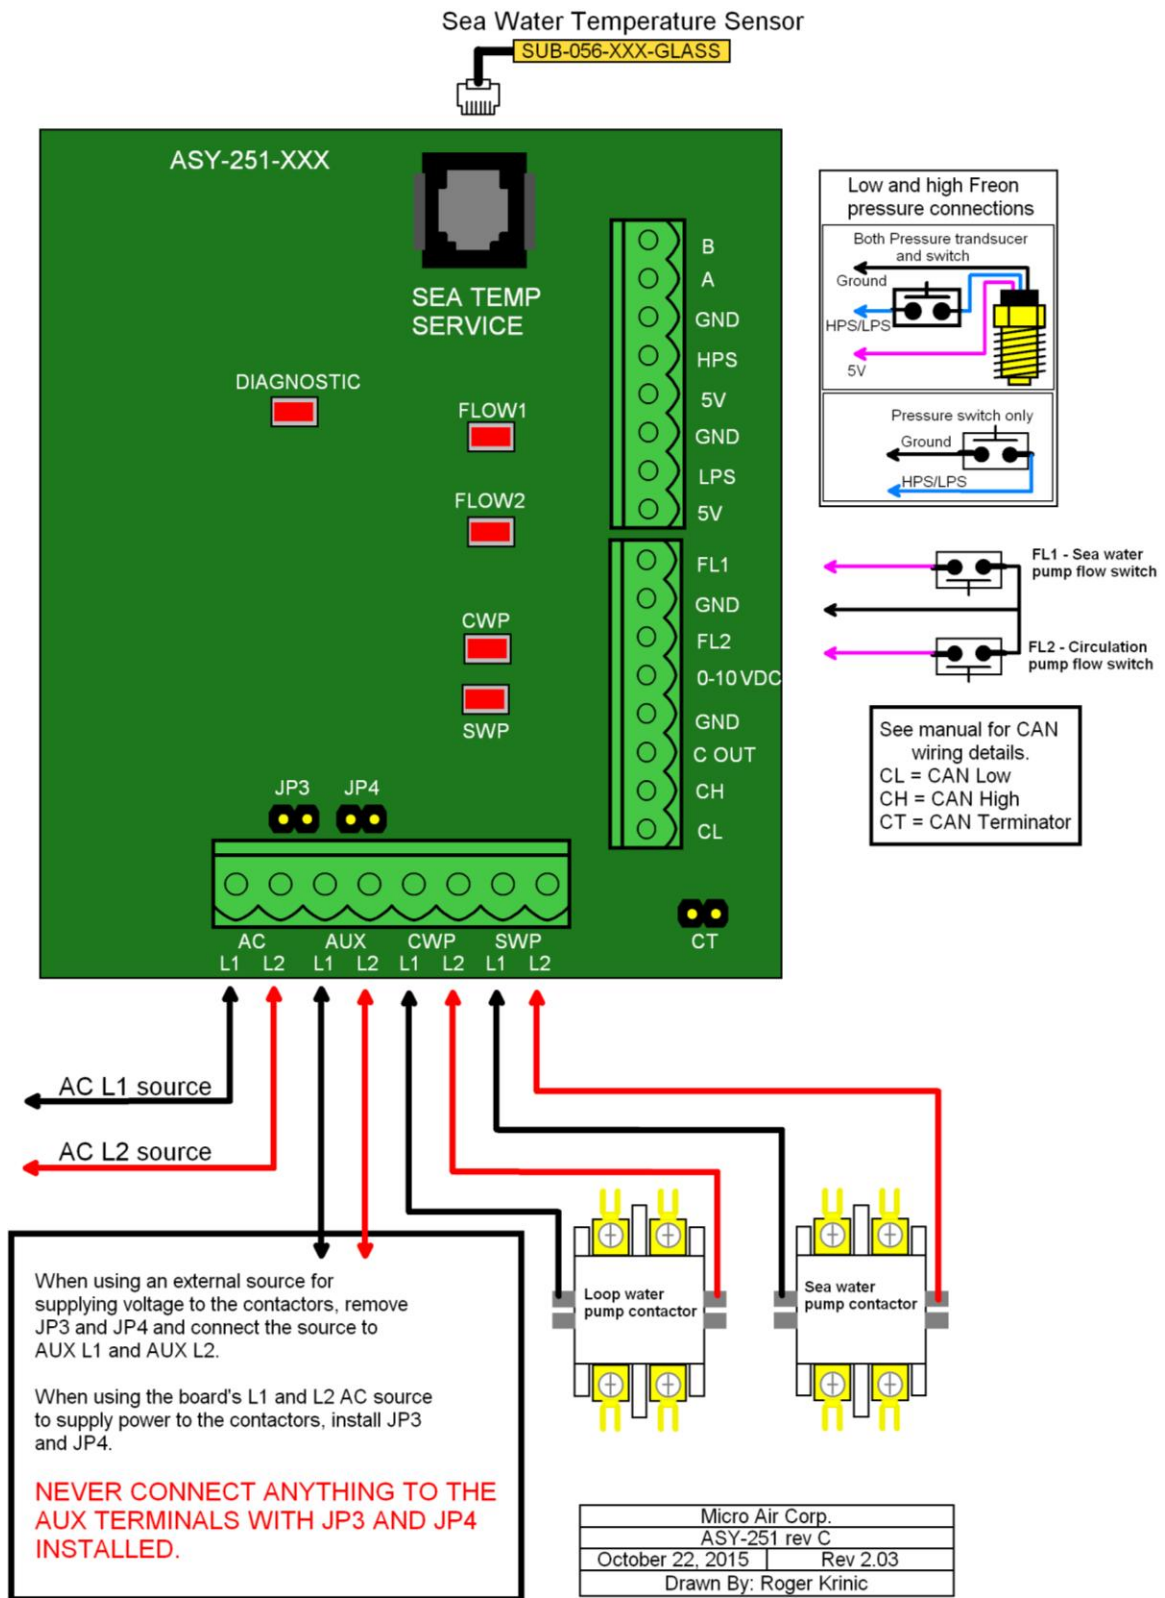 Sea Water Temperature Sensor
SUB-056-XXX-GLASS
ASY-251-XXX
SEA TEMP
SERVICE
DIAGNOSTIC
FLOW1
FLOW2
CWP
SWP
JP3 JP4
B
A
GND
HPS
5V
GND
LPS
5V
FL1
GND
FL2
0-10 VDC
GND
C OUT
CH
CL
CT
AC AUX CWP SWP
L1 L2 L1 L2 L1 L2 L1 L2
Low and high Freon
pressure connections
Both Pressure trandsucer
and switch
Ground
HPS/LPS
5V
Pressure switch only
Ground
HPS/LPS
FL1 - Sea water
pump flow switch
FL2 - Circulation
pump flow switch
See manual for CAN
wiring details.
CL = CAN Low
CH = CAN High
CT = CAN Terminator
AC L1 source
AC L2 source
When using an external source for
supplying voltage to the contactors, remove
JP3 and JP4 and connect the source to
AUX L1 and AUX L2.
When using the board's L1 and L2 AC source
to supply power to the contactors, install JP3
and JP4.
NEVER CONNECT ANYTHING TO THE
AUX TERMINALS WITH JP3 AND JP4
INSTALLED.
Loop water
pump contactor
Sea water
pump contactor
Micro Air Corp.
ASY-251 rev C
October 22, 2015 Rev 2.03
Drawn By: Roger Krinic